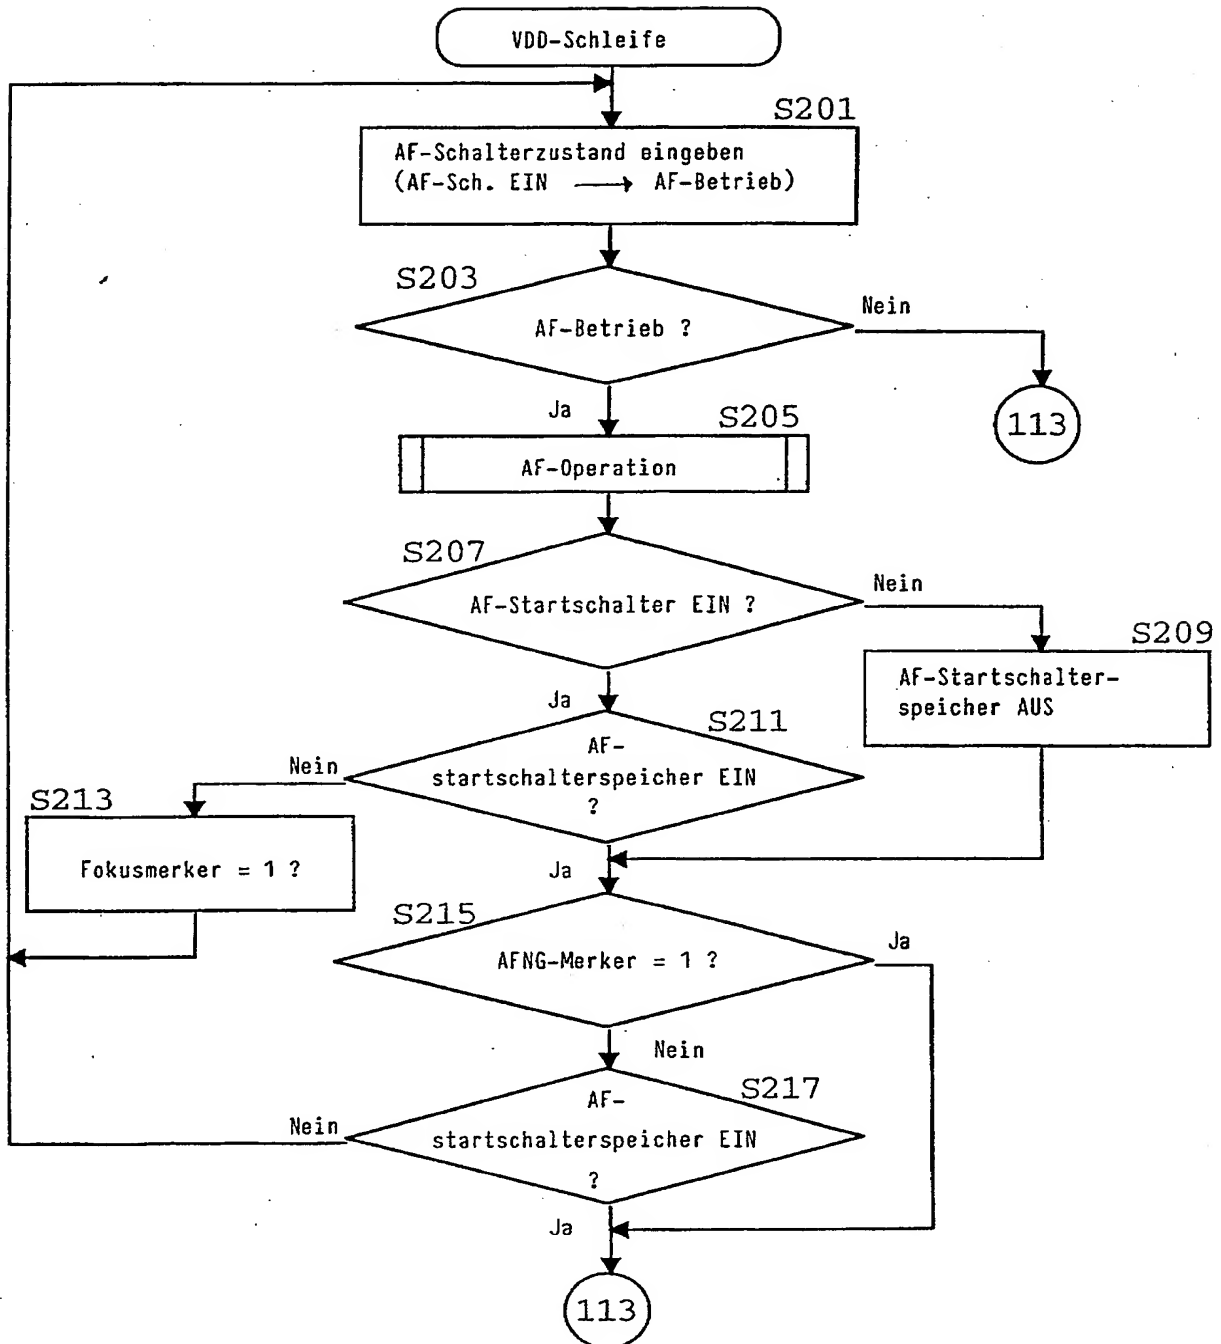 VDD-Schleife
S201
AF-Schalterzustand eingeben
(AF-Sch. EIN → AF-Betrieb)
S203
AF-Betrieb ?
Nein
113
Ja
S205
AF-Operation
S207
AF-Startschalter EIN ?
Nein
S209
AF-Startschalter-
speicher AUS
Ja
S211
AF-
startschalterspeicher EIN
?
Nein
S213
Fokusmerker = 1 ?
Ja
S215
AFNG-Merker = 1 ?
Ja
Nein
S217
AF-
startschalterspeicher EIN
?
Nein
Ja
113